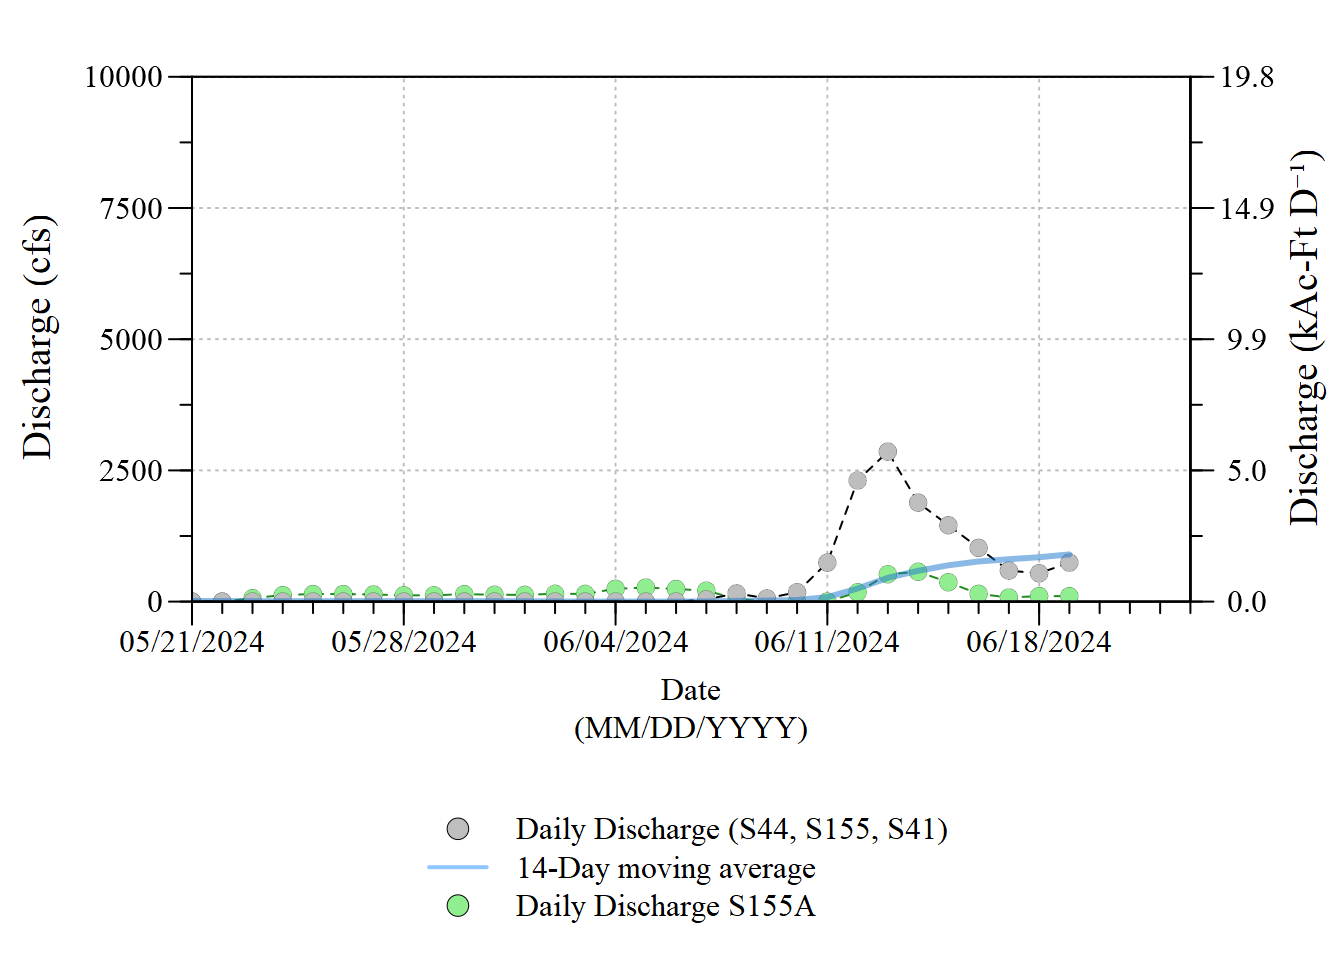 10000
7500
5000
2500
0
Discharge (cfs)
19.8
14.9
9.9
5.0
0.0
Discharge (kAc-Ft D⁻¹)
05/21/2024 05/28/2024 06/04/2024 06/11/2024 06/18/2024
Date
(MM/DD/YYYY)
Daily Discharge (S44, S155, S41)
14-Day moving average
Daily Discharge S155A